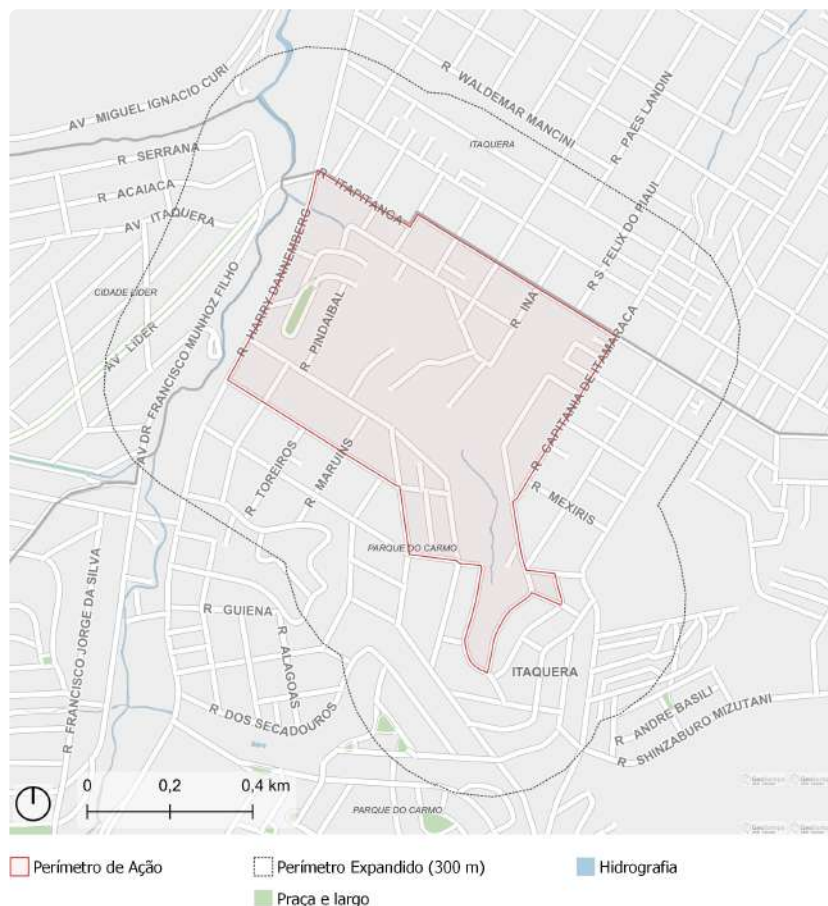 AV MIGUEL IGNACIO CURI
R WALDEMAR MANCINI
R PAES LANDIN
ITAQUERA
R SERRANA
R ACAIACA
AV ITAQUERA
R ITAPITANGA
R S FELIX DO PIAUI
CIDADE LIDER
AV LIDER
AV DR FRANCISCO MUNHOZ FILHO
R HARRY DANNEMBERG
R PINDAIBAL
R INA
R CAPITANIA DE ITAMARACA
R TOREIROS
R MARUINS
R MEXIRIS
PARQUE DO CARMO
R FRANCISCO JORGE DA SILVA
R GUIENA
R ALAGOAS
ITAQUERA
R DOS SECADOUROS
R ANDRE BASILI
R SHINZABURO MIZUTANI
0 0,2 0,4 km
PARQUE DO CARMO
Perímetro de Ação
Perímetro Expandido (300 m)
Hidrografia
Praça e largo